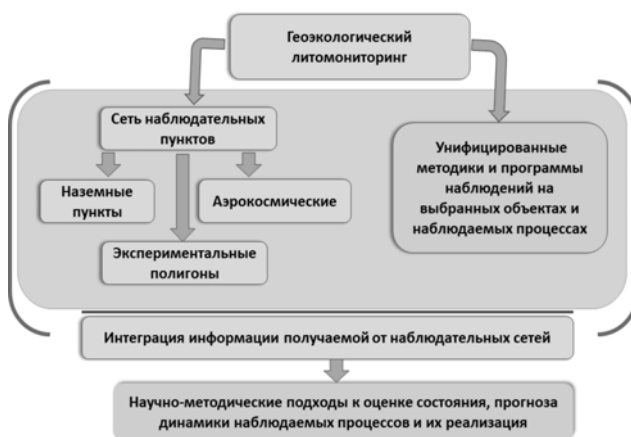 Геоэкологический
литомониторинг
Сеть наблюдательных
пунктов
Наземные
пункты
Аэрокосмические
Экспериментальные
полигоны
Унифицированные
методики и программы
наблюдений на
выбранных объектах и
наблюдаемых процессах
Интеграция информации получаемой от наблюдательных сетей
Научно-методические подходы к оценке состояния, прогноза
динамики наблюдаемых процессов и их реализация